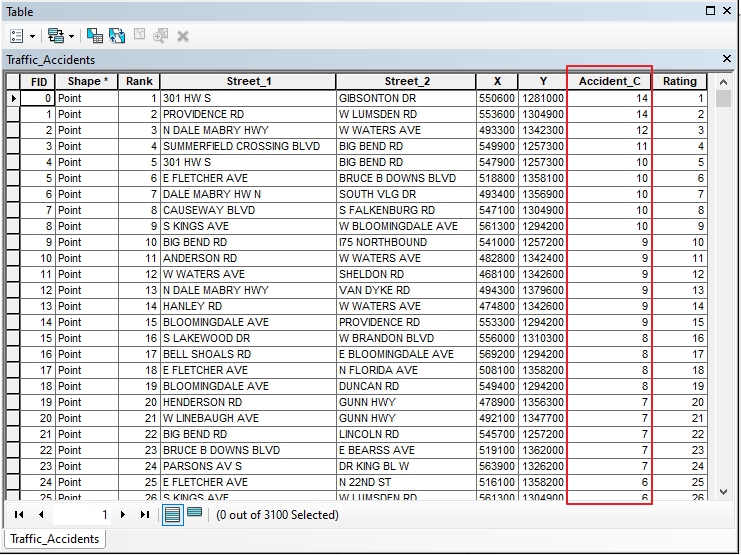 Table
Traffic_Accidents
FID Shape * Rank Street_1 Street_2 X Y Accident_C Rating
0 Point 1 301 HW S GIBSONTON DR 550600 1281000 14 1
1 Point 2 PROVIDENCE RD W LUMSDEN RD 553600 1304900 14 2
2 Point 3 N DALE MABRY HWY W WATERS AVE 493300 1342300 12 3
3 Point 4 SUMMERFIELD CROSSING BLVD BIG BEND RD 549900 1257300 11 4
4 Point 5 301 HW S BIG BEND RD 547900 1257300 10 5
5 Point 6 E FLETCHER AVE BRUCE B DOWNS BLVD 518800 1358100 10 6
6 Point 7 DALE MABRY HW N SOUTH VLG DR 493400 1356900 10 7
7 Point 8 CAUSEWAY BLVD S FALKENBURG RD 547100 1304900 10 8
8 Point 9 S KINGS AVE W BLOOMINGDALE AVE 561300 1294200 10 9
9 Point 10 BIG BEND RD I75 NORTHBOUND 541000 1257200 9 10
10 Point 11 ANDERSON RD W WATERS AVE 482800 1342400 9 11
11 Point 12 W WATERS AVE SHELDON RD 468100 1342600 9 12
12 Point 13 N DALE MABRY HWY VAN DYKE RD 494300 1379600 9 13
13 Point 14 HANLEY RD W WATERS AVE 474800 1342600 9 14
14 Point 15 BLOOMINGDALE AVE PROVIDENCE RD 553300 1294200 9 15
15 Point 16 S LAKEWOOD DR W BRANDON BLVD 556000 1310300 8 16
16 Point 17 BELL SHOALS RD E BLOOMINGDALE AVE 569200 1294200 8 17
17 Point 18 E FLETCHER AVE N FLORIDA AVE 508100 1358200 8 18
18 Point 19 BLOOMINGDALE AVE DUNCAN RD 549400 1294200 8 19
19 Point 20 HENDERSON RD GUNN HWY 478900 1356300 7 20
20 Point 21 W LINEBAUGH AVE GUNN HWY 492100 1347700 7 21
21 Point 22 BIG BEND RD LINCOLN RD 545700 1257200 7 22
22 Point 23 BRUCE B DOWNS BLVD E BEARSS AVE 519100 1362000 7 23
23 Point 24 PARSONS AV S DR KING BL W 563900 1326200 7 24
24 Point 25 E FLETCHER AVE N 22ND ST 516100 1358200 6 25
25 Point 26 S KINGS AVE W LUMSDEN RD 561300 1304900 6 26
1 (0 out of 3100 Selected)
Traffic_Accidents